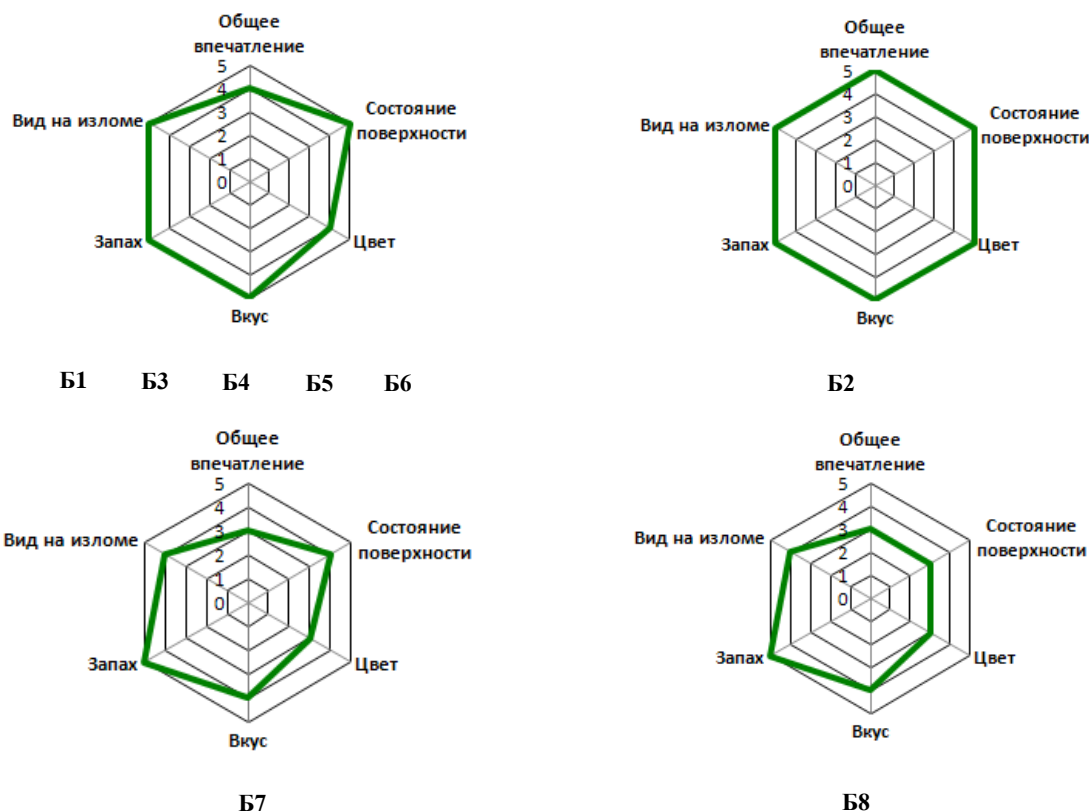 Общее
впечатление
5
4
3
2
1
0
Состояние
поверхности
Вид на изломе
Запах
Цвет
Вкус
Б1 Б3 Б4 Б5 Б6
Общее
впечатление
5
4
3
2
1
0
Состояние
поверхности
Вид на изломе
Запах
Цвет
Вкус
Б2
Общее
впечатление
5
4
3
2
1
0
Состояние
поверхности
Вид на изломе
Запах
Цвет
Вкус
Б7
Общее
впечатление
5
4
3
2
1
0
Состояние
поверхности
Вид на изломе
Запах
Цвет
Вкус
Б8